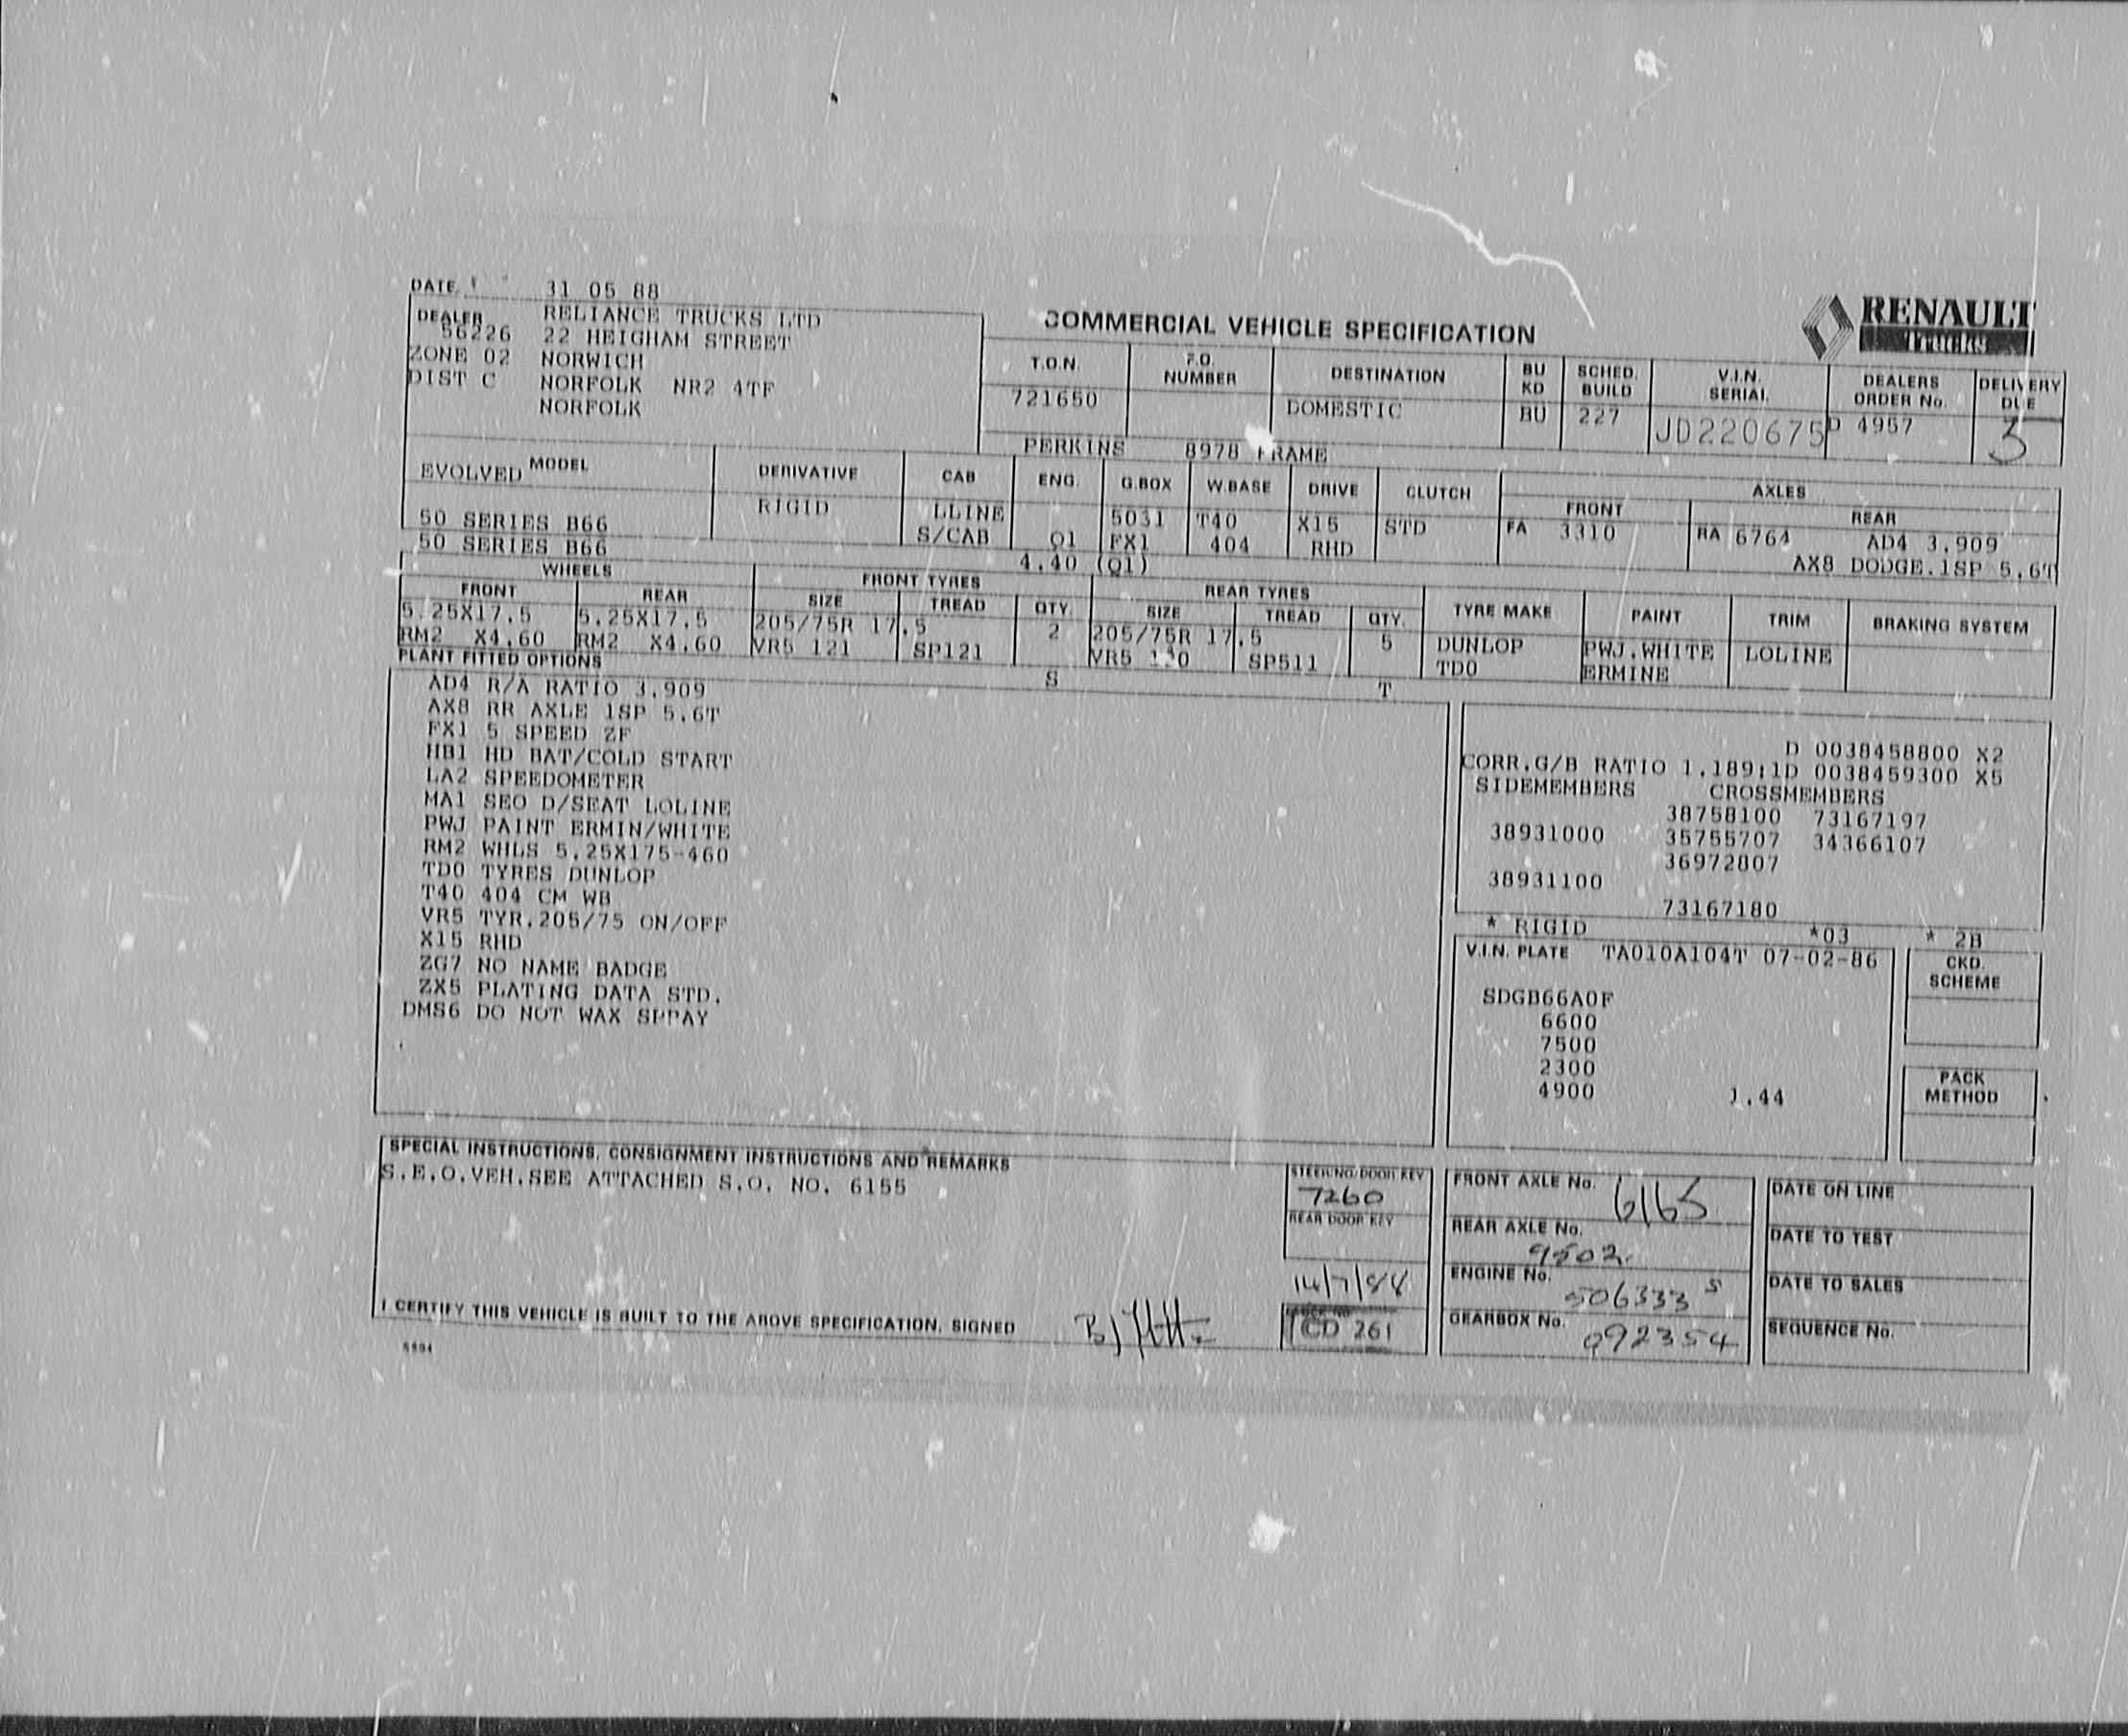 DATE 31 05 88
RENAULT
Trucks
COMMERCIAL VEHICLE SPECIFICATION
DEALER RELIANCE TRUCKS LTD
56226 22 HEIGHAM STREET
ZONE 02 NORWICH
DIST C NORFOLK NR2 4TF
NORFOLK
T.O.N. F.O. NUMBER DESTINATION BU KD SCHED. BUILD V.I.N. SERIAL DEALERS ORDER No. DELIVERY DUE
721650 DOMESTIC BU 227 JD220675 P 4957 3
PERKINS 8978 FRAME
MODEL DERIVATIVE CAB ENG. G.BOX W.BASE DRIVE CLUTCH AXLES
FRONT REAR
EVOLVED RIGID LLINE 5031 T40 X15 STD FA 3310 RA 6764 AD4 3.909
50 SERIES B66 S/CAB Q1 FX1 404 RHD
50 SERIES B66 4.40 (Q1) AX8 DODGE.1SP 5.6T
WHEELS FRONT TYRES REAR TYRES
FRONT REAR SIZE TREAD QTY. SIZE TREAD QTY. TYRE MAKE PAINT TRIM BRAKING SYSTEM
5.25X17.5 5.25X17.5 205/75R 17.5 2 205/75R 17.5 5 DUNLOP PWJ.WHITE LOLINE
RM2 X4.60 RM2 X4.60 VR5 121 SP121 VR5 SP511 TD0 ERMINE
PLANT FITTED OPTIONS S T
AD4 R/A RATIO 3.909
AX8 RR AXLE 1SP 5.6T
FX1 5 SPEED ZF
HB1 HD BAT/COLD START
LA2 SPEEDOMETER
MA1 SEO D/SEAT LOLINE
PWJ PAINT ERMIN/WHITE
RM2 WHLS 5.25X175-460
TD0 TYRES DUNLOP
T40 404 CM WB
VR5 TYR.205/75 ON/OFF
X15 RHD
ZG7 NO NAME BADGE
ZX5 PLATING DATA STD.
DMS6 DO NOT WAX SPRAY
D 0038458800 X2
CORR.G/B RATIO 1.189:1D 0038459300 X5
SIDEMEMBERS CROSSMEMBERS
38758100 73167197
38931000 35755707 34366107
36972807
38931100
73167180
* RIGID *03 * 2B
V.I.N. PLATE TA010A104T 07-02-86
SDGB66A0F
6600
7500
2300
4900 1.44
CKD.
SCHEME
PACK
METHOD
SPECIAL INSTRUCTIONS, CONSIGNMENT INSTRUCTIONS AND REMARKS
S.E.O.VEH.SEE ATTACHED S.O. NO. 6155
STEERING/DOOR KEY
7260
REAR DOOR KEY
14/7/88
CD 261
FRONT AXLE No. 6165
REAR AXLE No. 9502
ENGINE No. 506333 S
GEARBOX No. 092354
DATE ON LINE
DATE TO TEST
DATE TO SALES
SEQUENCE No.
I CERTIFY THIS VEHICLE IS BUILT TO THE ABOVE SPECIFICATION. SIGNED